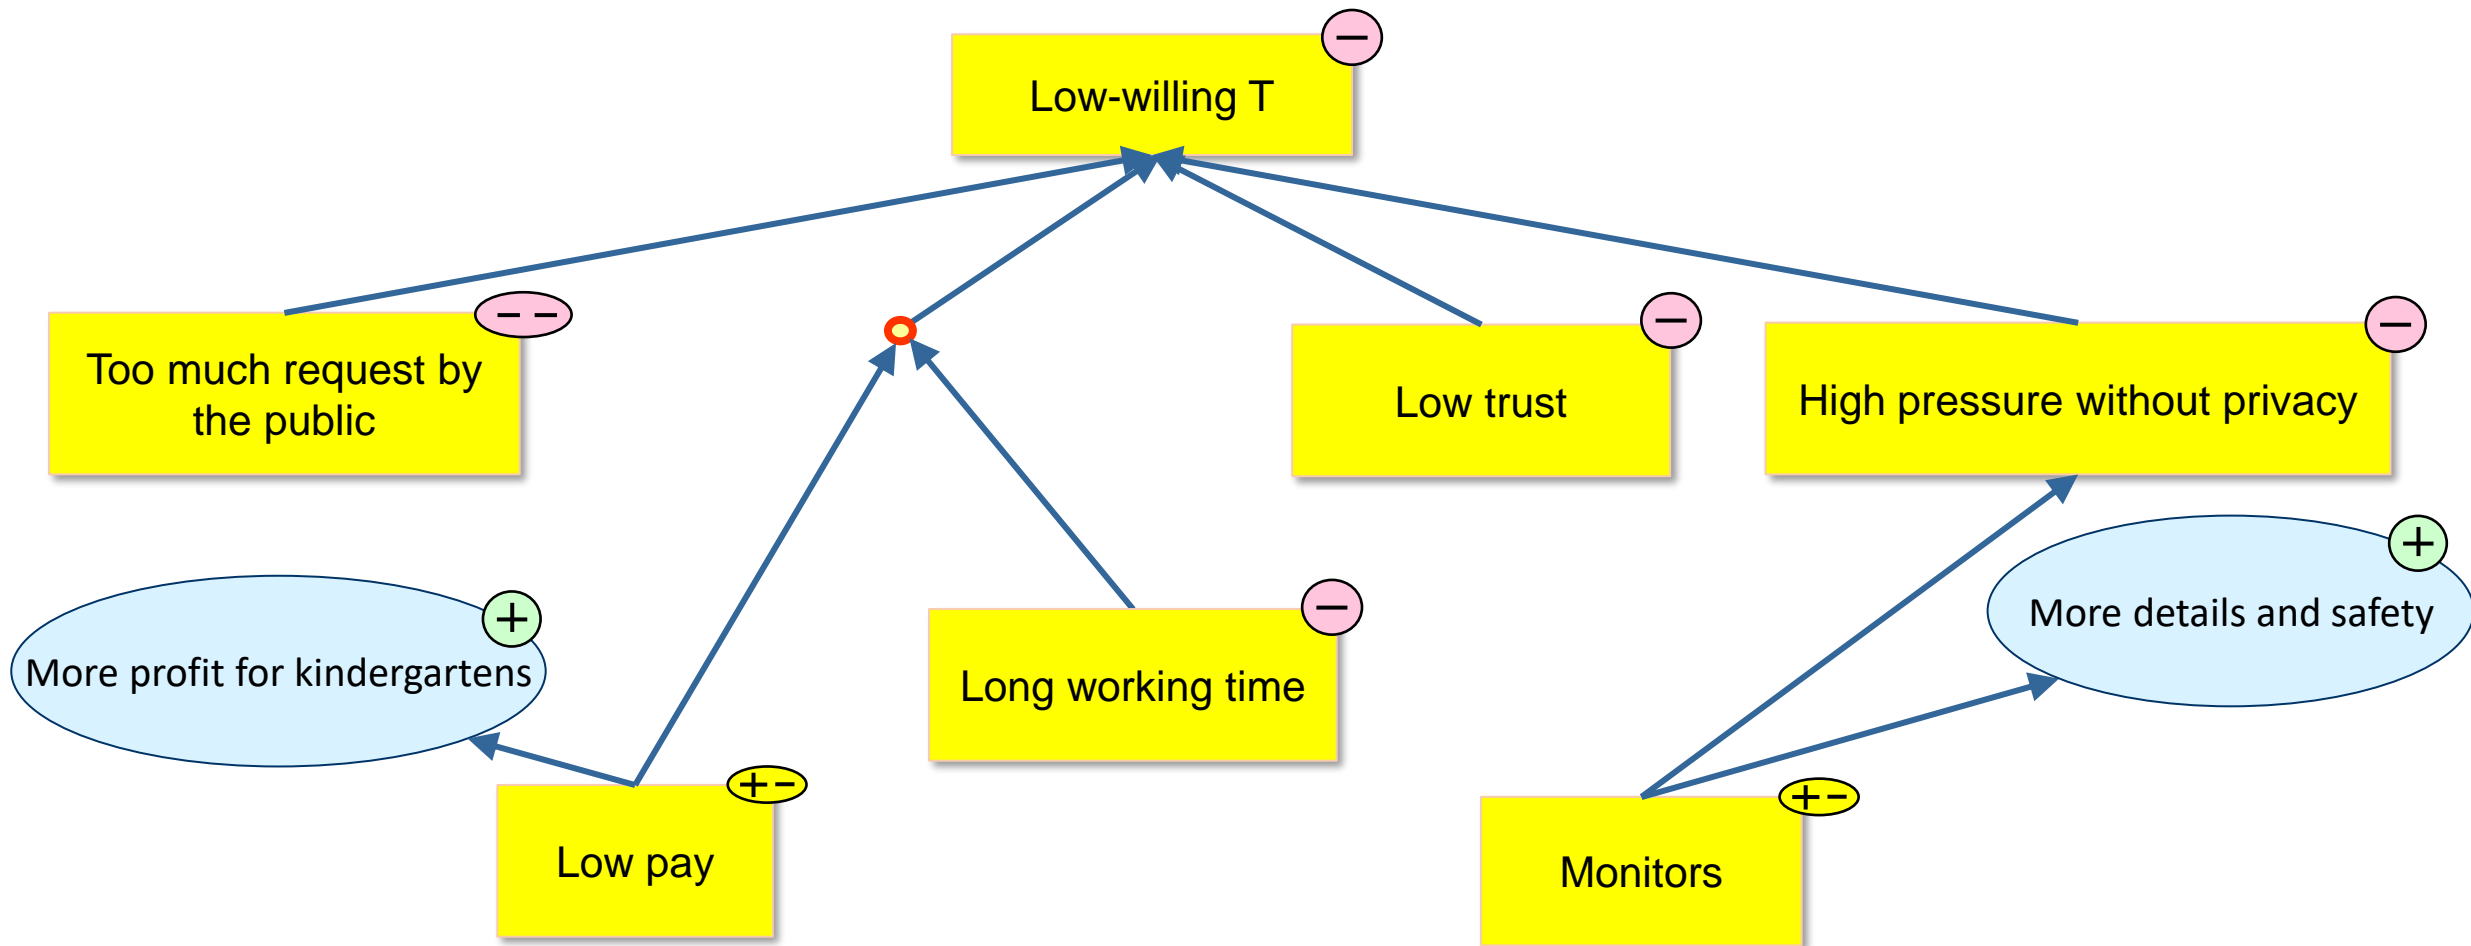 Low-willing T
Too much request by
the public
Low trust
High pressure without privacy
More details and safety
More profit for kindergartens
Long working time
Low pay
Monitors